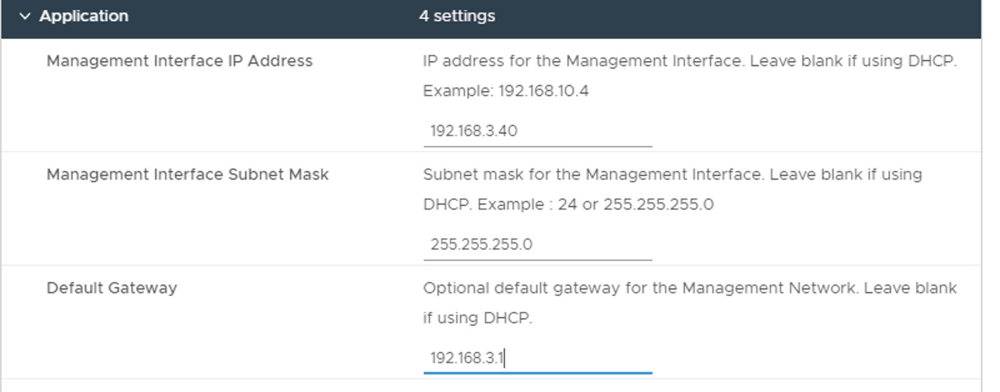 Application 4 settings
Management Interface IP Address IP address for the Management Interface. Leave blank if using DHCP.
Example: 192.168.10.4
192.168.3.40
Management Interface Subnet Mask Subnet mask for the Management Interface. Leave blank if using
DHCP. Example : 24 or 255.255.255.0
255.255.255.0
Default Gateway Optional default gateway for the Management Network. Leave blank
if using DHCP.
192.168.3.1